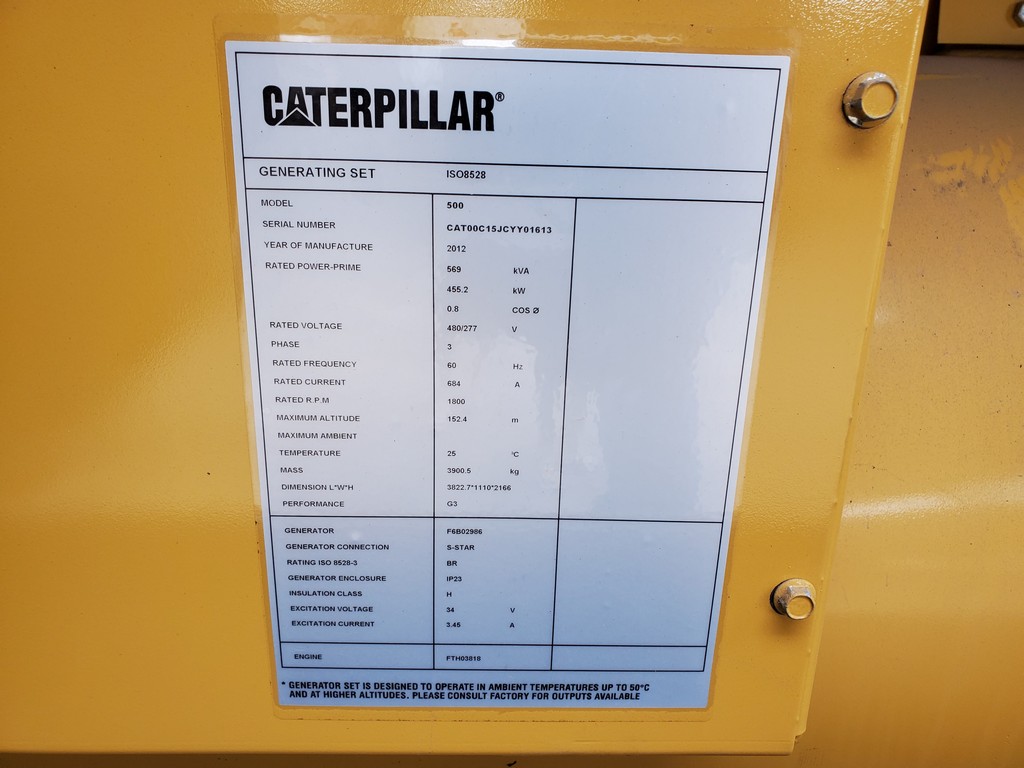 CATERPILLAR®
GENERATING SET ISO8528
MODEL 500
SERIAL NUMBER CAT00C15JCYY01613
YEAR OF MANUFACTURE 2012
RATED POWER-PRIME 569 kVA
455.2 kW
0.8 COS Ø
RATED VOLTAGE 480/277 V
PHASE 3
RATED FREQUENCY 60 Hz
RATED CURRENT 684 A
RATED R.P.M 1800
MAXIMUM ALTITUDE 152.4 m
MAXIMUM AMBIENT
TEMPERATURE 25 °C
MASS 3900.5 kg
DIMENSION L*W*H 3822.7*1110*2166
PERFORMANCE G3
GENERATOR F6B02986
GENERATOR CONNECTION S-STAR
RATING ISO 8528-3 BR
GENERATOR ENCLOSURE IP23
INSULATION CLASS H
EXCITATION VOLTAGE 34 V
EXCITATION CURRENT 3.45 A
ENGINE FTH03818
* GENERATOR SET IS DESIGNED TO OPERATE IN AMBIENT TEMPERATURES UP TO 50°C
AND AT HIGHER ALTITUDES. PLEASE CONSULT FACTORY FOR OUTPUTS AVAILABLE